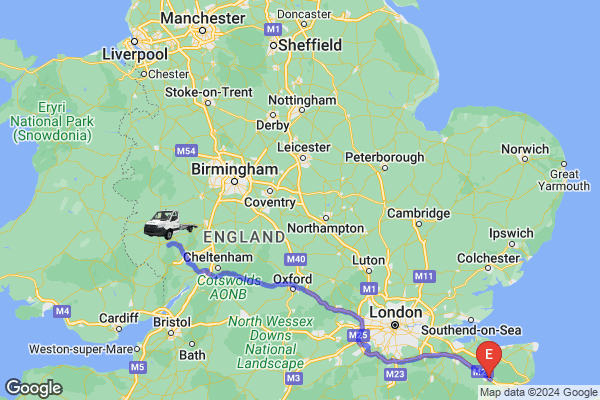 Doncaster
Manchester
M1
Liverpool
Sheffield
Chester
Stoke-on-Trent
Eryri
National Park
(Snowdonia)
Nottingham
Derby
M54
Leicester
Norwich
Peterborough
Birmingham
Great
Yarmouth
Coventry
Cambridge
Northampton
ENGLAND
Ipswich
M40
Cheltenham
Luton
M11
Colchester
Cotswolds
AONB
Oxford
M1
M4
Cardiff
London
Bristol
North Wessex
Downs
National
Landscape
Southend-on-Sea
M25
Weston-super-Mare
Bath
E
M5
M3
M23
M20
Google
Map data ©2024 Google